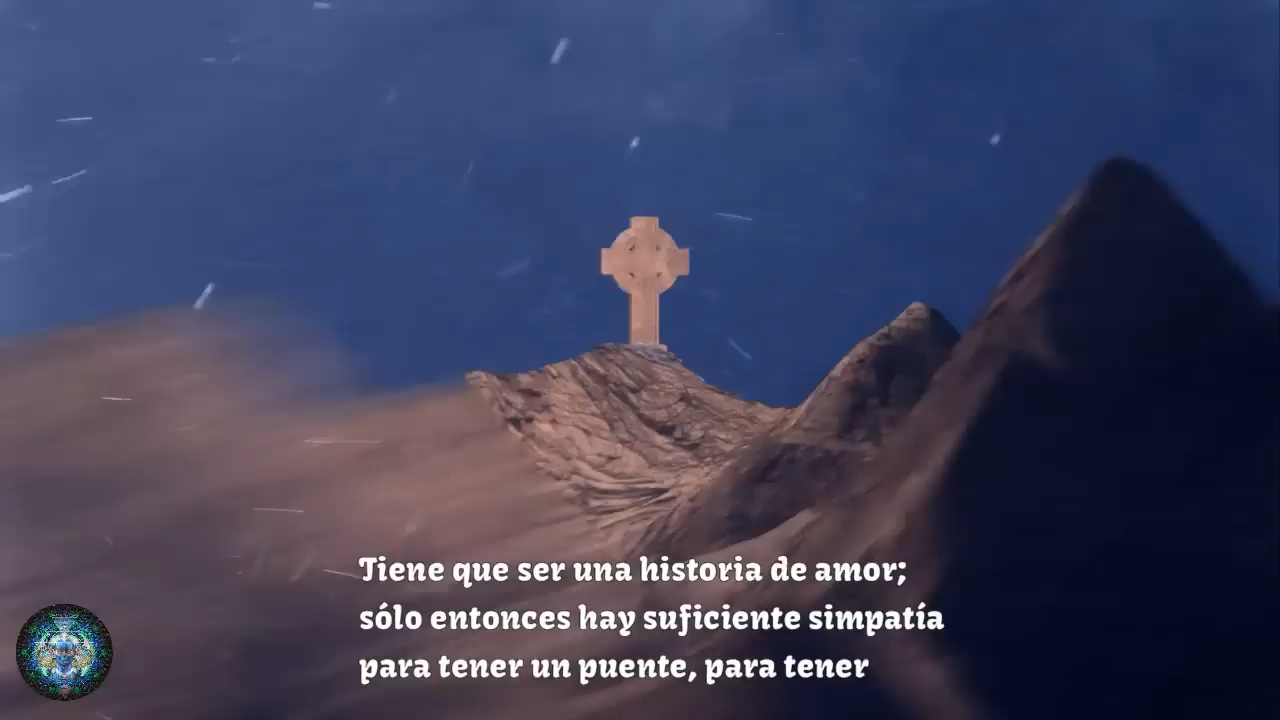 Tiene que ser una historia de amor;
sólo entonces hay suficiente simpatía
para tener un puente, para tener